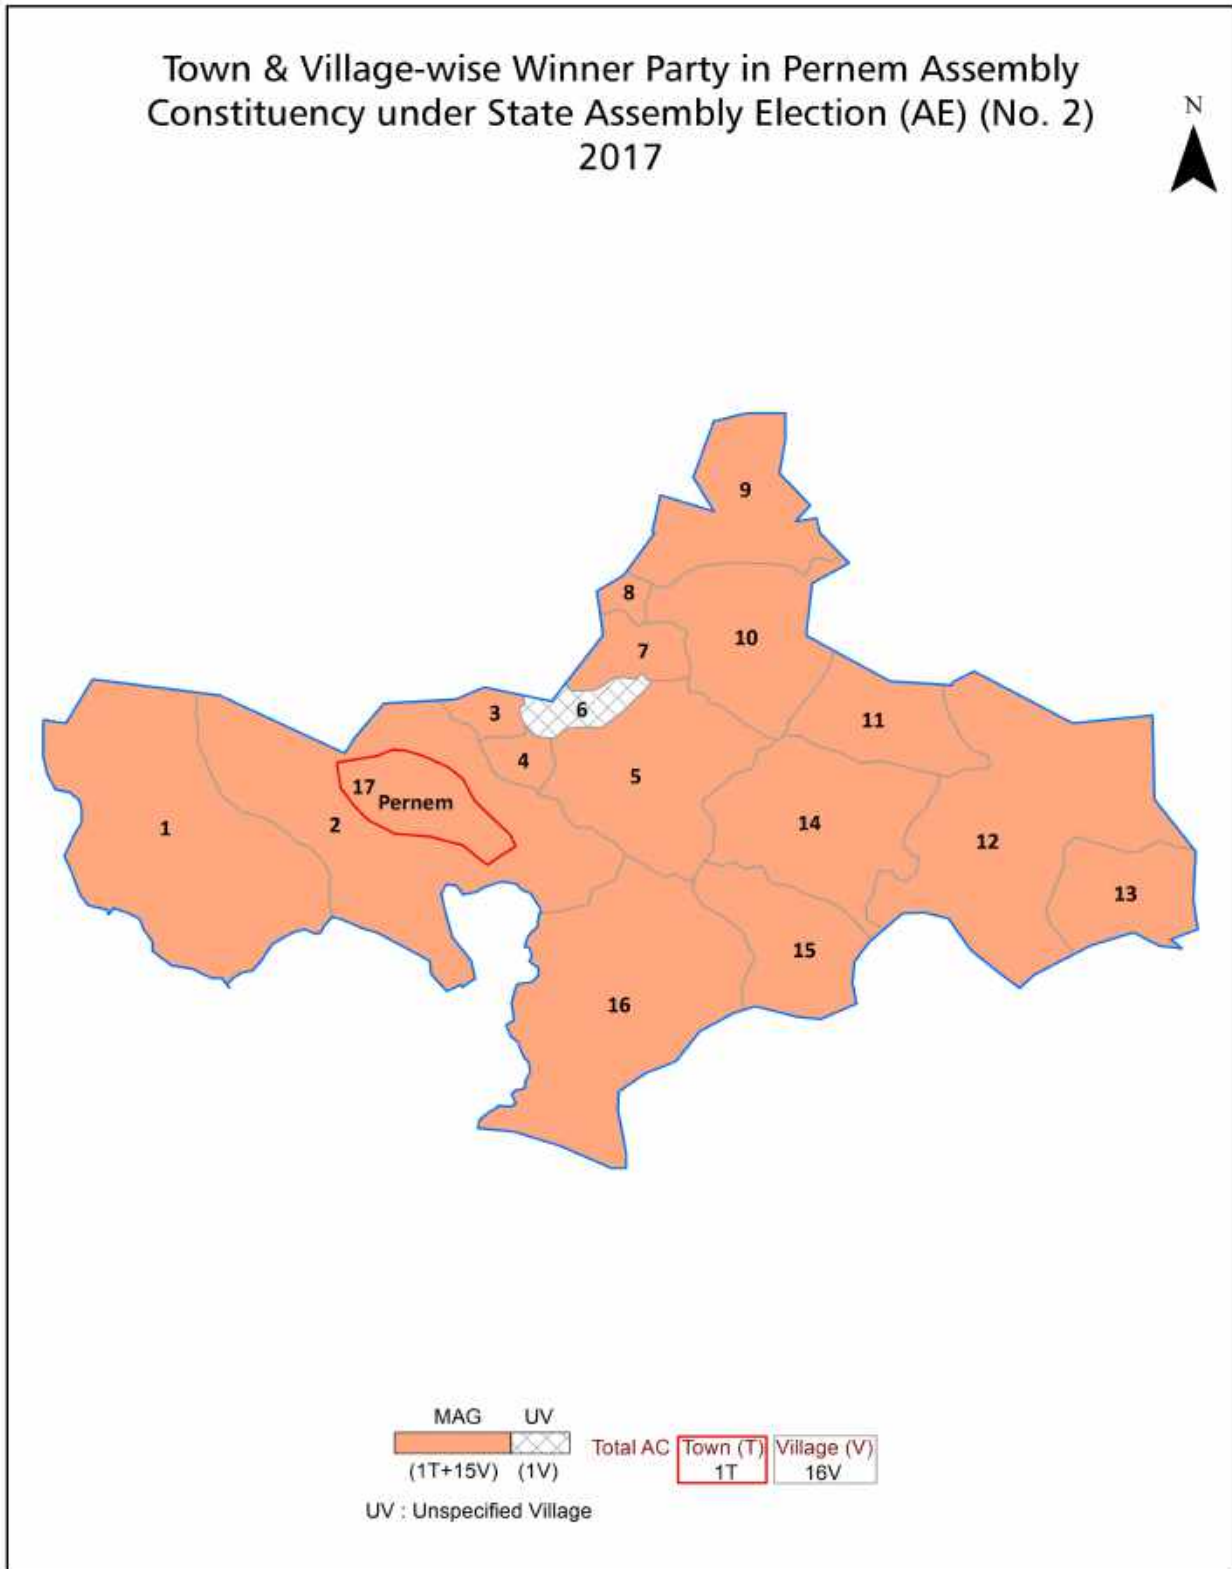 Town & Village-wise Winner Party in Pernem Assembly
Constituency under State Assembly Election (AE) (No. 2)
2017
N
9
8
10
7
6
3
11
4
5
17
Pernem
2
1
14
12
13
15
16
MAG UV
Total AC Town (T) Village (V)
(1T+15V) (1V) 1T 16V
UV : Unspecified Village